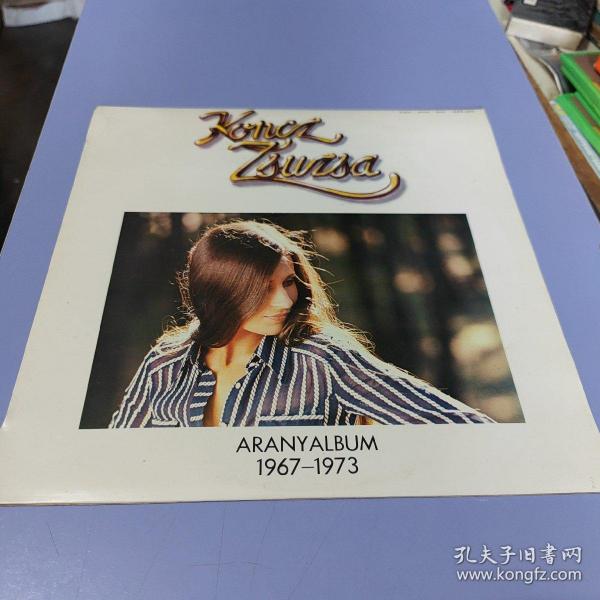 Koncz
Zsuzsa
ARANYALBUM
1967–1973
孔夫子旧书网
www.kongfz.com